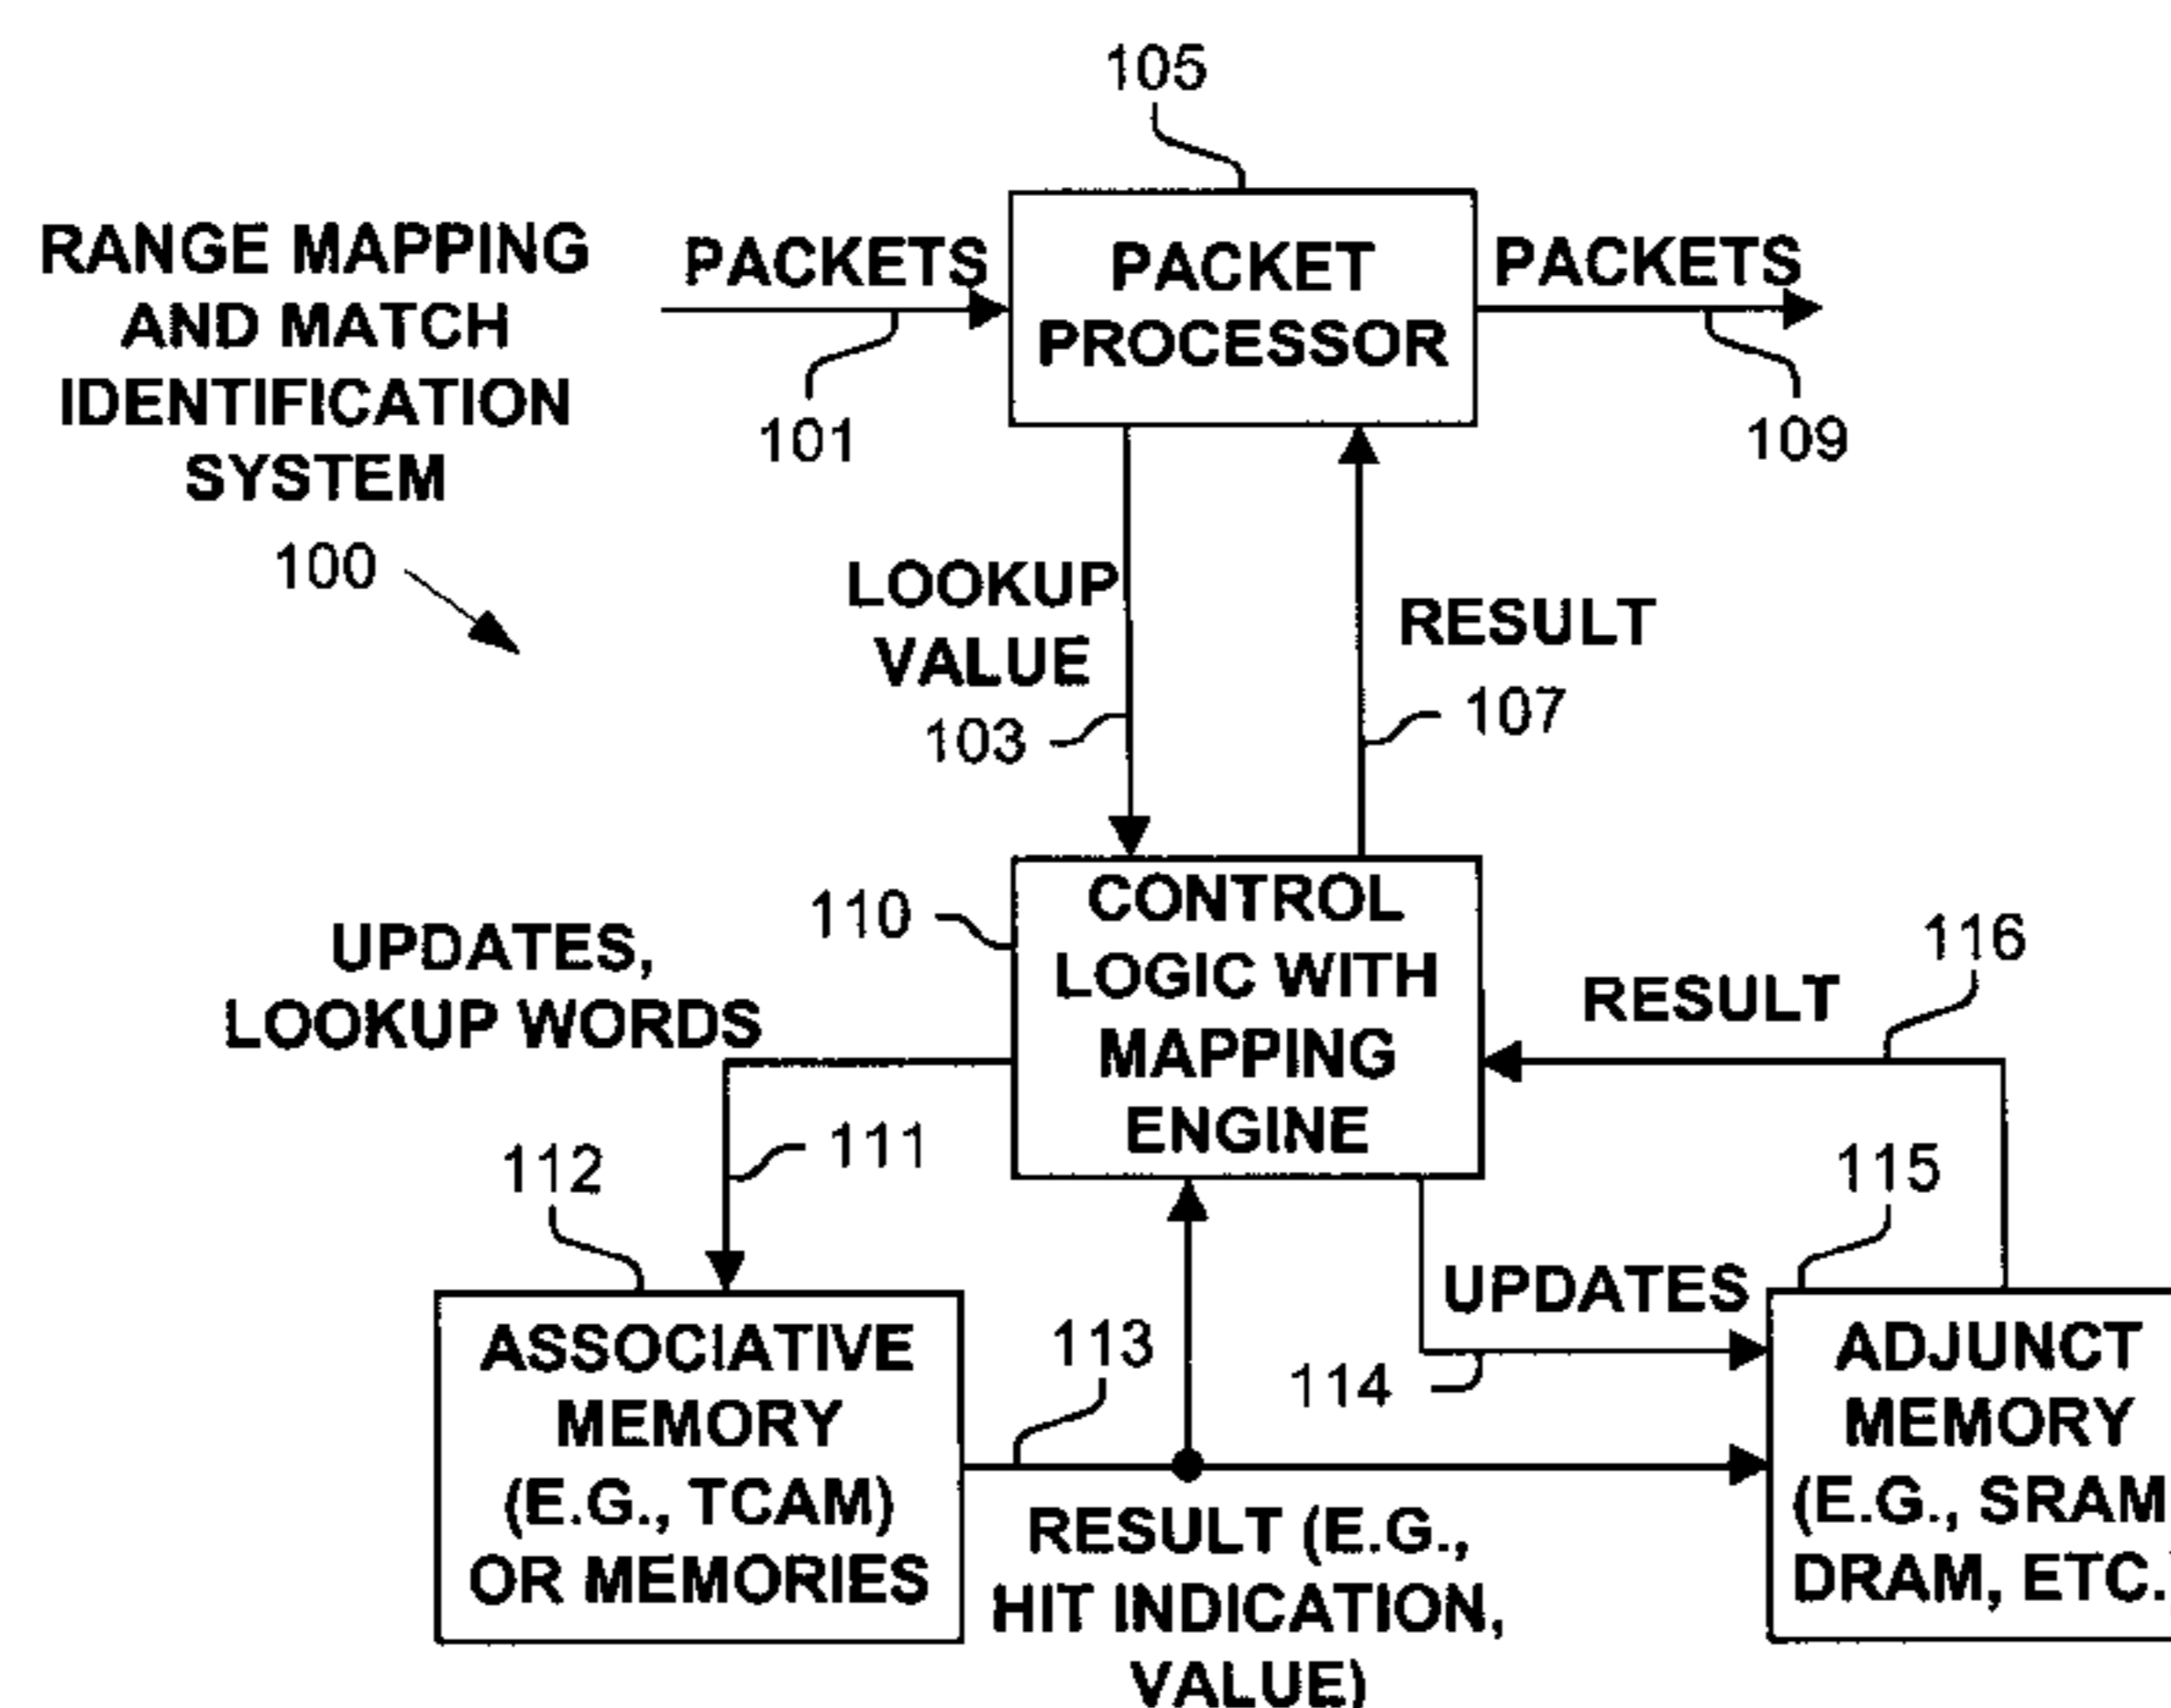 105
RANGE MAPPING
AND MATCH
IDENTIFICATION
SYSTEM
100
PACKETS
101
PACKET
PROCESSOR
PACKETS
109
LOOKUP
VALUE
103
RESULT
107
110
CONTROL
LOGIC WITH
MAPPING
ENGINE
UPDATES,
LOOKUP WORDS
111
116
RESULT
112
115
ASSOCIATIVE
MEMORY
(E.G., TCAM)
OR MEMORIES
113
UPDATES
114
RESULT (E.G.,
HIT INDICATION,
VALUE)
ADJUNCT
MEMORY
(E.G., SRAM
DRAM, ETC.